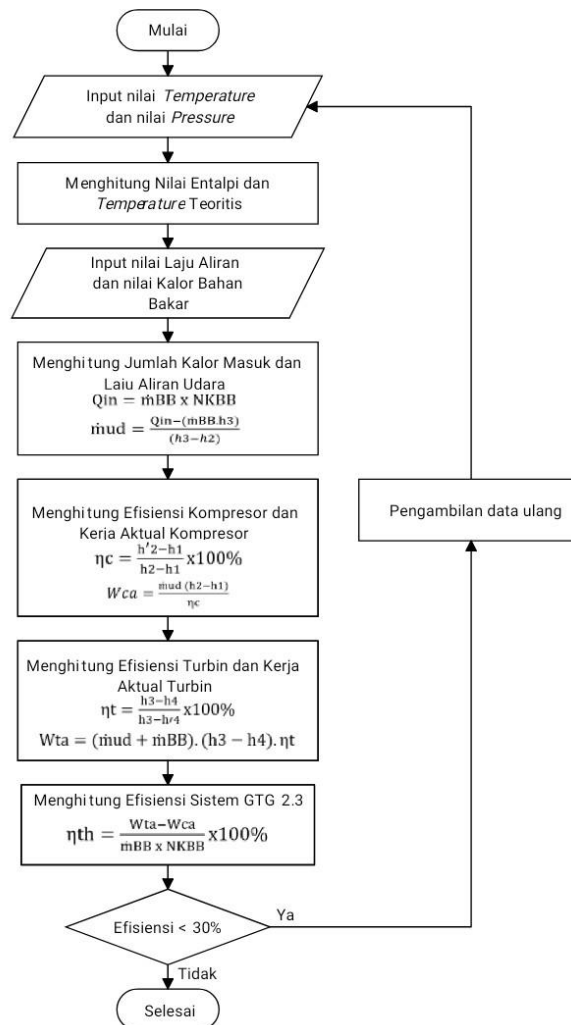 Mulai
Input nilai Temperature
dan nilai Pressure
Menghitung Nilai Entalpi dan
Temperature Teoritis
Input nilai Laju Aliran
dan nilai Kalor Bahan
Bakar
Menghitung Jumlah Kalor Masuk dan
Laiu Aliran Udara
Qin = ṁBB x NKBB
ṁud = Qin−(ṁBB.h3) / (h3−h2)
Menghitung Efisiensi Kompresor dan
Kerja Aktual Kompresor
ηc = h′2−h1 / h2−h1 x100%
Wca = ṁud (h2−h1) / ηc
Menghitung Efisiensi Turbin dan Kerja
Aktual Turbin
ηt = h3−h4 / h3−h′4 x100%
Wta = (ṁud + ṁBB). (h3 − h4). ηt
Menghitung Efisiensi Sistem GTG 2.3
ηth = Wta−Wca / ṁBB x NKBB x100%
Efisiensi < 30%
Ya
Tidak
Selesai
Pengambilan data ulang